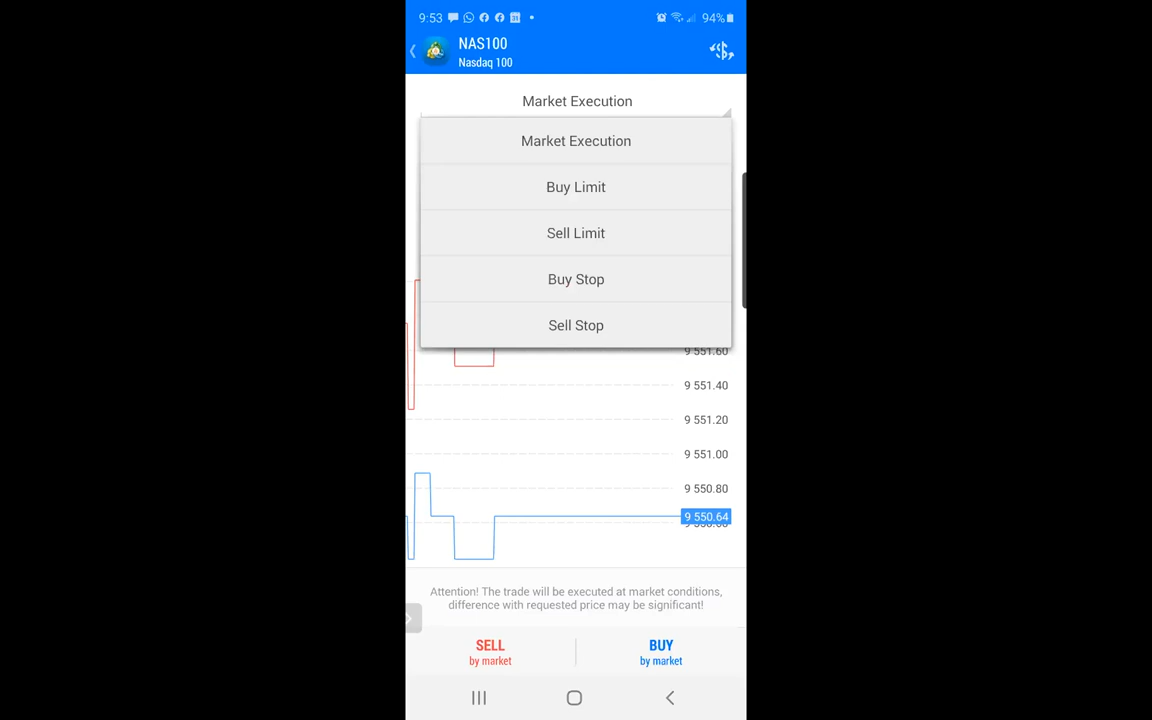 9:53
31
94%
NAS100
Nasdaq 100
Market Execution
Market Execution
Buy Limit
Sell Limit
Buy Stop
Sell Stop
9 551.60
9 551.40
9 551.20
9 551.00
9 550.80
9 550.64
Attention! The trade will be executed at market conditions,
difference with requested price may be significant!
SELL
by market
BUY
by market